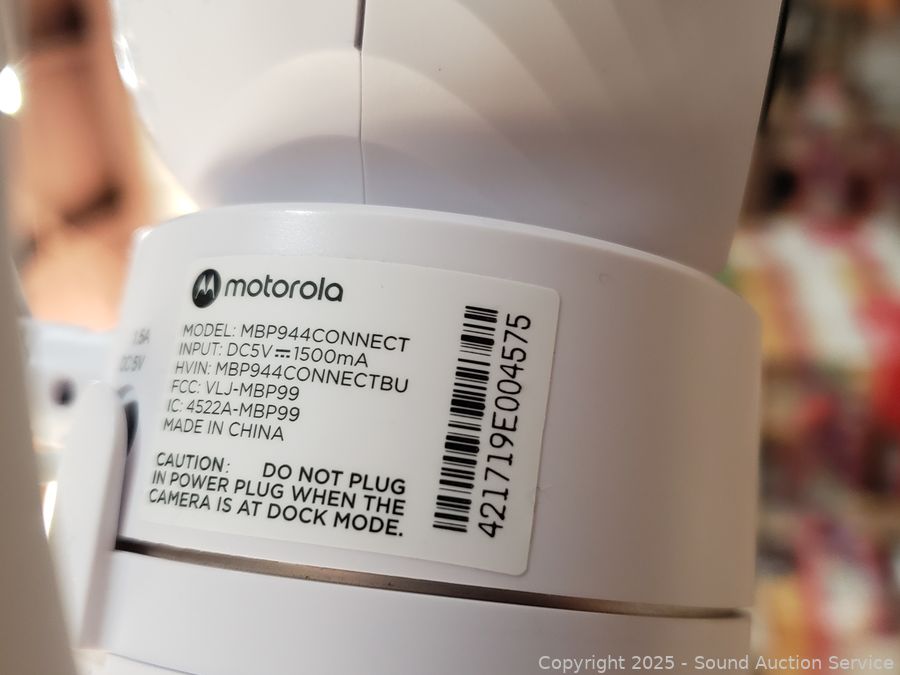 motorola
MODEL: MBP944CONNECT
INPUT: DC5V⎓1500mA
HVIN: MBP944CONNECTBU
FCC: VLJ-MBP99
IC: 4522A-MBP99
MADE IN CHINA
CAUTION: DO NOT PLUG
IN POWER PLUG WHEN THE
CAMERA IS AT DOCK MODE.
421719E004575
DC5V
Copyright 2025 - Sound Auction Service